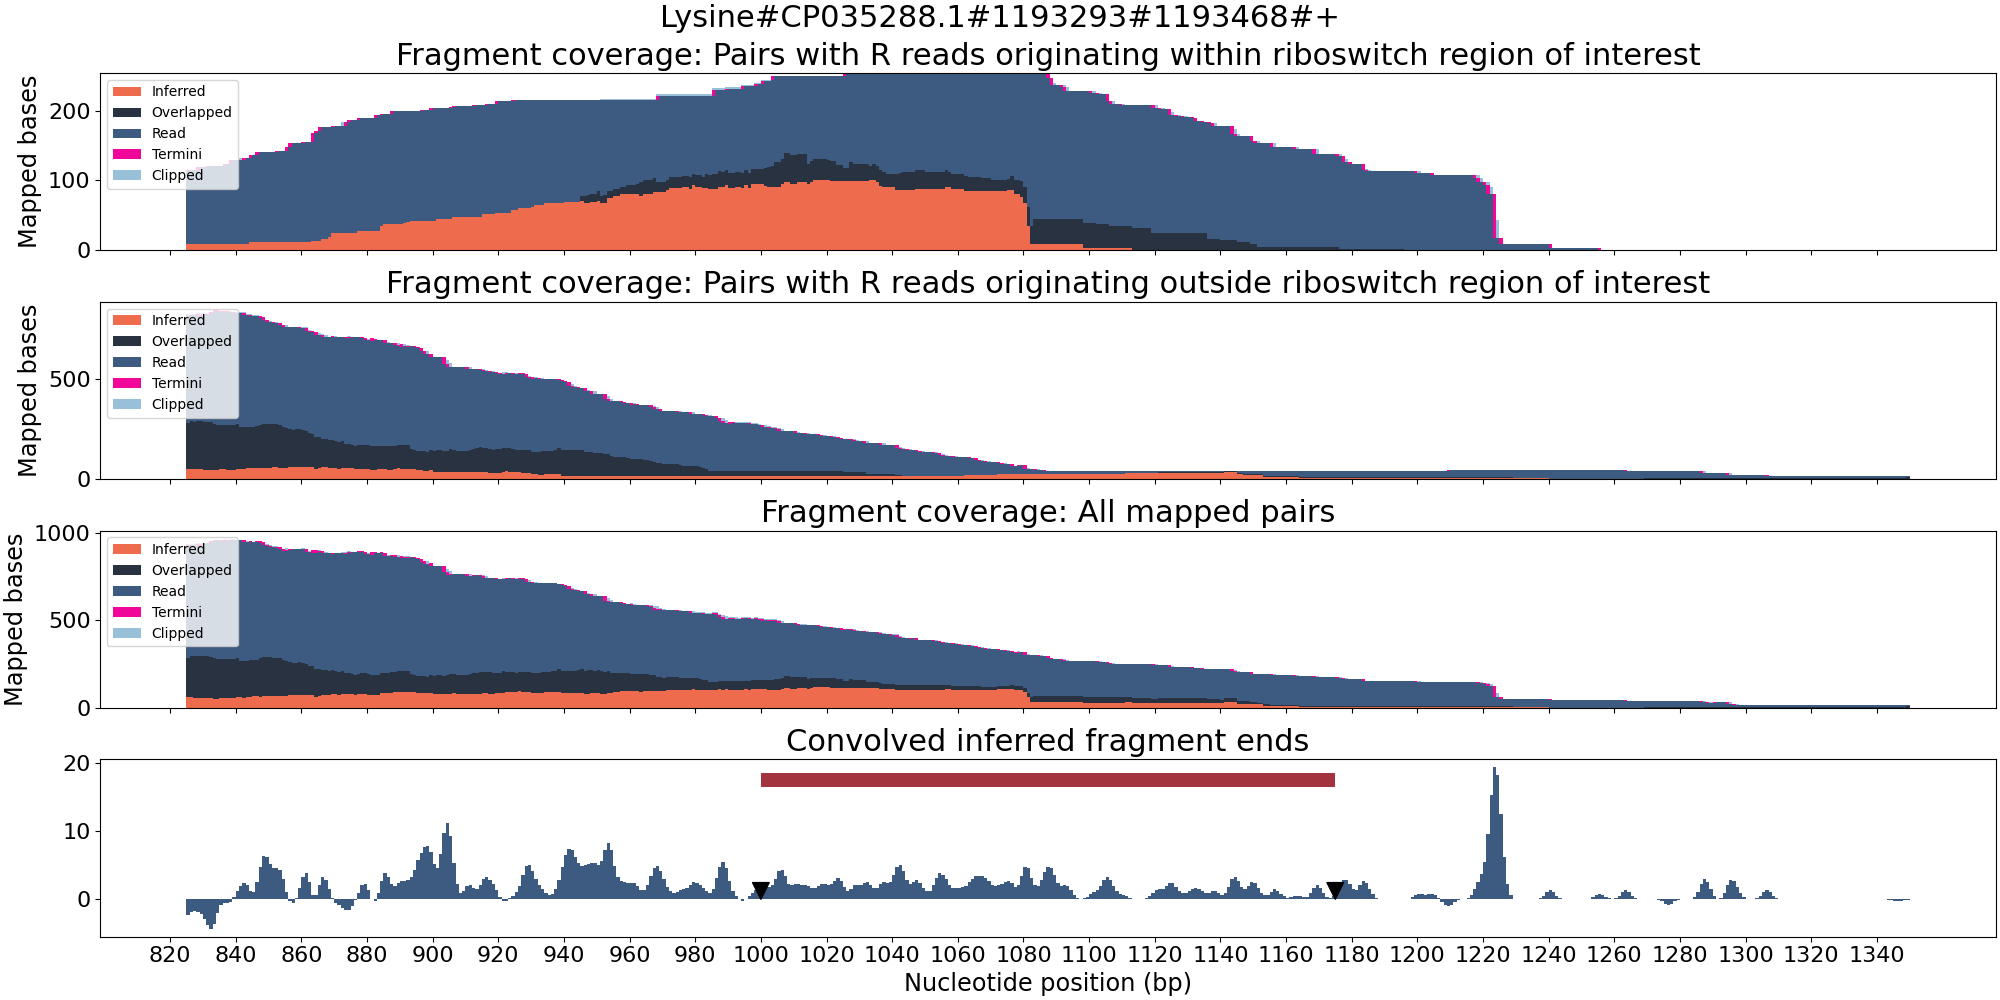 Lysine#CP035288.1#1193293#1193468#+
Fragment coverage: Pairs with R reads originating within riboswitch region of interest
Mapped bases
200
100
0
Inferred
Overlapped
Read
Termini
Clipped
Fragment coverage: Pairs with R reads originating outside riboswitch region of interest
Mapped bases
500
0
Inferred
Overlapped
Read
Termini
Clipped
Fragment coverage: All mapped pairs
Mapped bases
1000
500
0
Inferred
Overlapped
Read
Termini
Clipped
Convolved inferred fragment ends
20
10
0
820 840 860 880 900 920 940 960 980 1000 1020 1040 1060 1080 1100 1120 1140 1160 1180 1200 1220 1240 1260 1280 1300 1320 1340
Nucleotide position (bp)